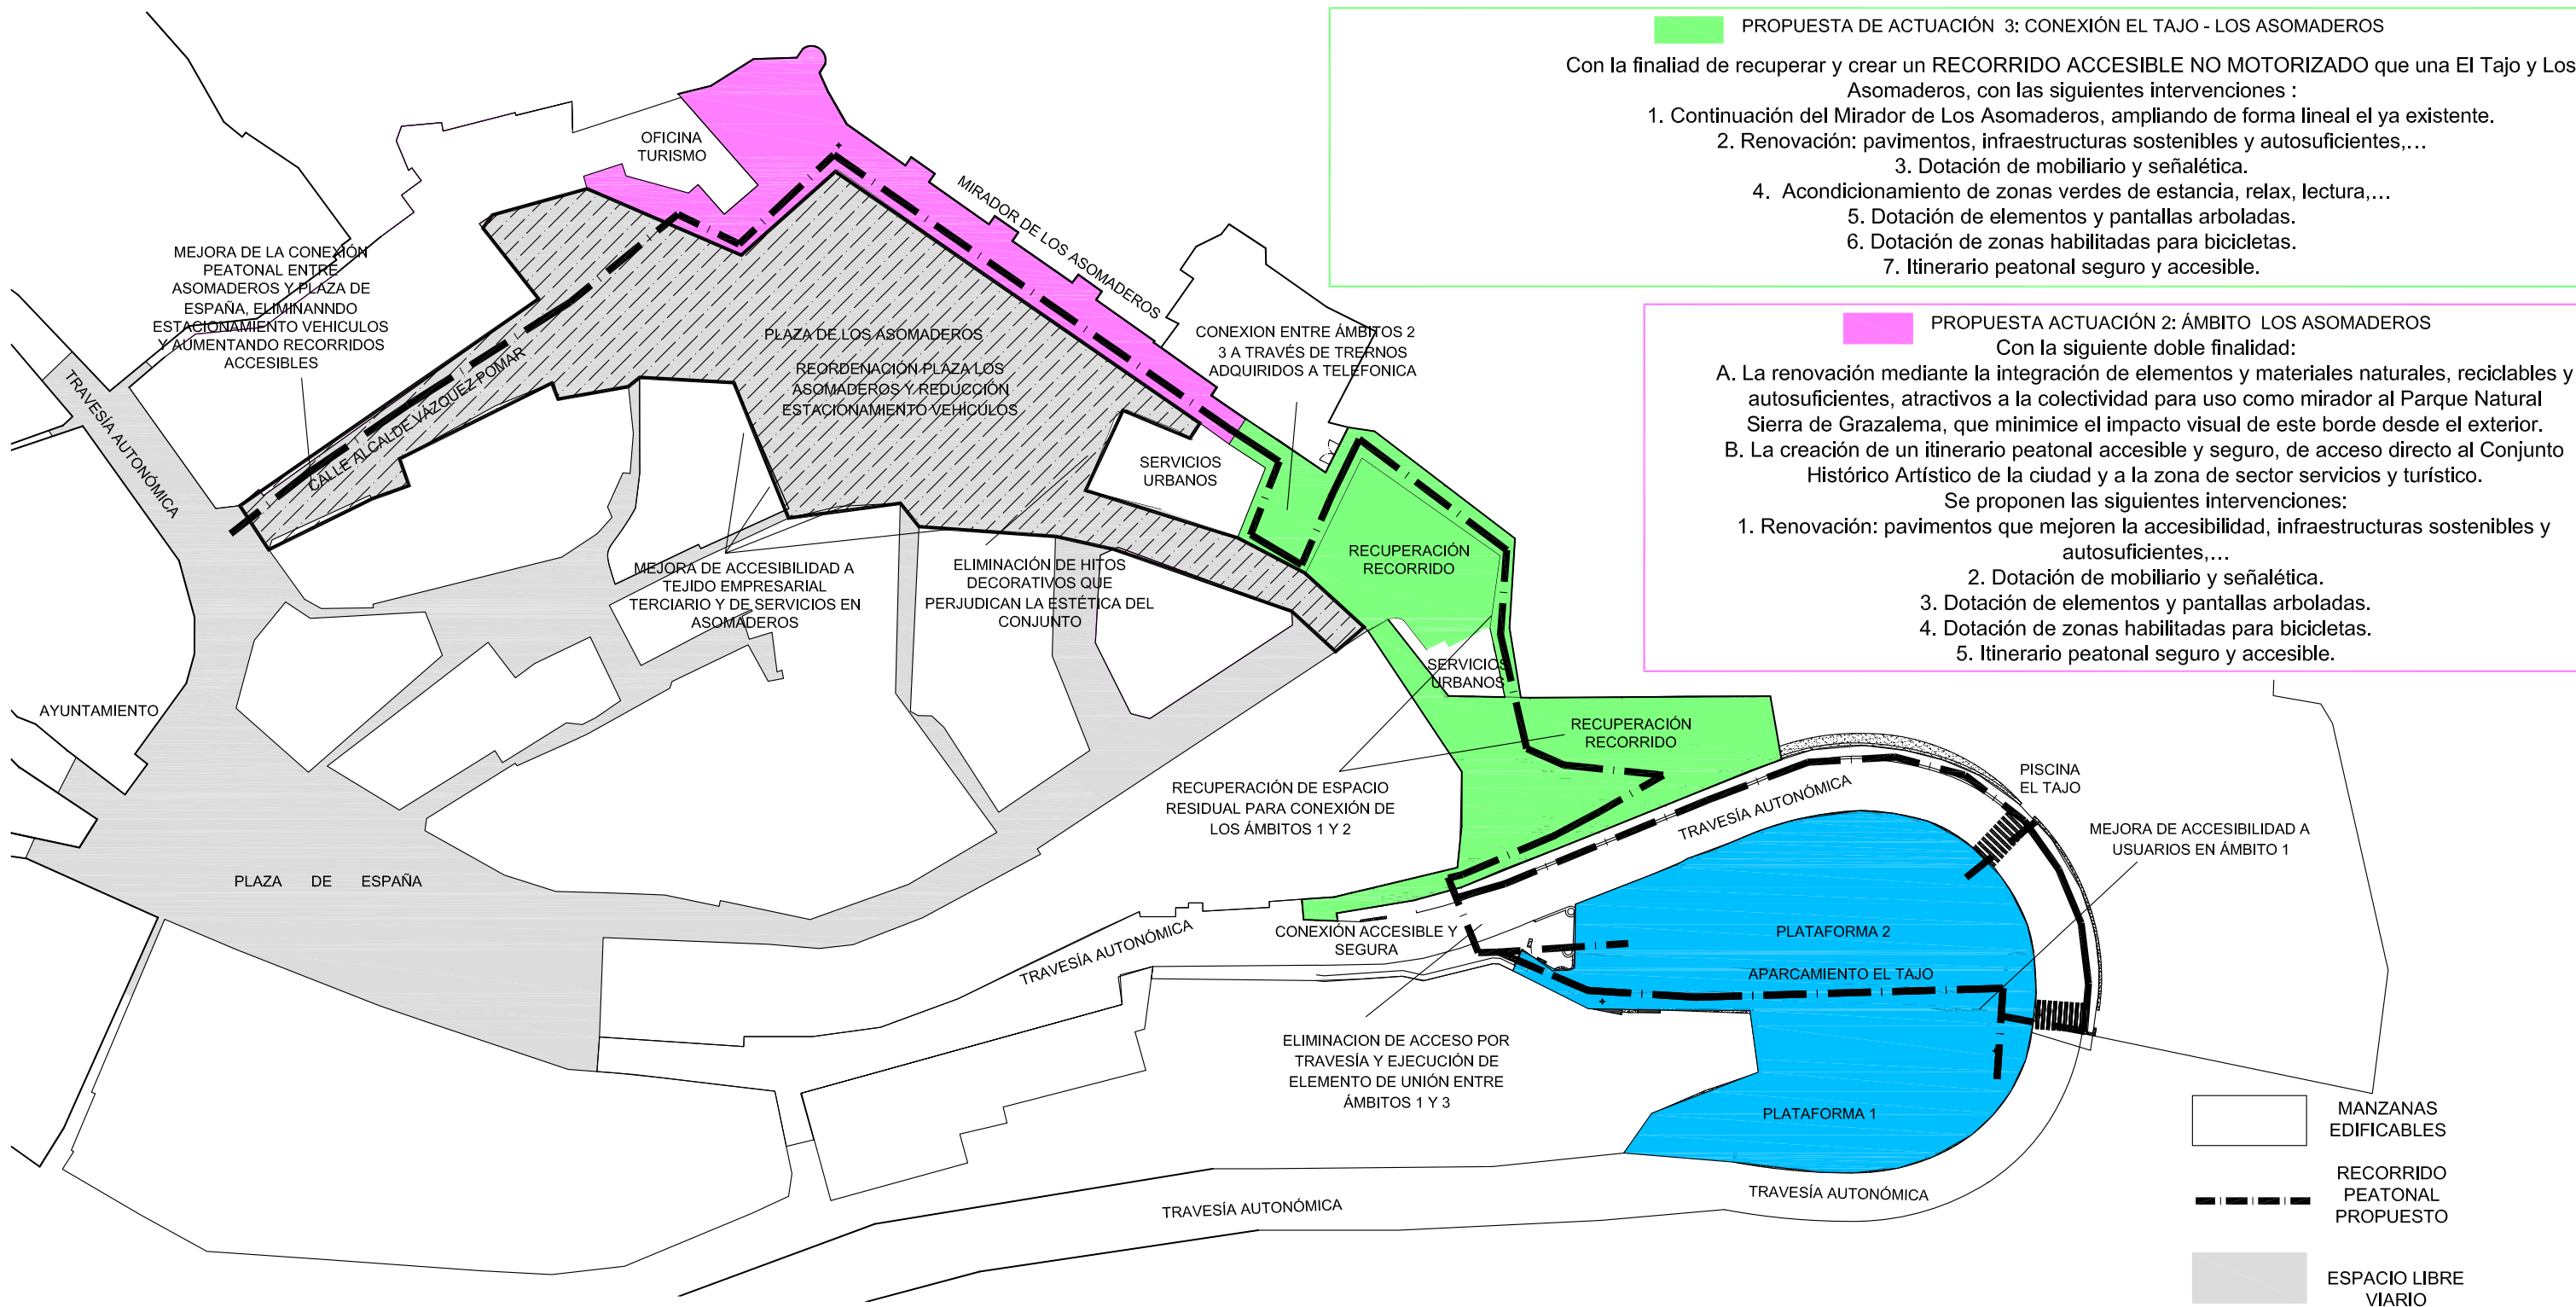 PROPUESTA DE ACTUACIÓN 3: CONEXIÓN EL TAJO - LOS ASOMADEROS
Con la finaliad de recuperar y crear un RECORRIDO ACCESIBLE NO MOTORIZADO que una El Tajo y Los
Asomaderos, con las siguientes intervenciones :
1. Continuación del Mirador de Los Asomaderos, ampliando de forma lineal el ya existente.
2. Renovación: pavimentos, infraestructuras sostenibles y autosuficientes,...
3. Dotación de mobiliario y señalética.
4. Acondicionamiento de zonas verdes de estancia, relax, lectura,...
5. Dotación de elementos y pantallas arboladas.
6. Dotación de zonas habilitadas para bicicletas.
7. Itinerario peatonal seguro y accesible.
PROPUESTA ACTUACIÓN 2: ÁMBITO LOS ASOMADEROS
Con la siguiente doble finalidad:
A. La renovación mediante la integración de elementos y materiales naturales, reciclables y
autosuficientes, atractivos a la colectividad para uso como mirador al Parque Natural
Sierra de Grazalema, que minimice el impacto visual de este borde desde el exterior.
B. La creación de un itinerario peatonal accesible y seguro, de acceso directo al Conjunto
Histórico Artístico de la ciudad y a la zona de sector servicios y turístico.
Se proponen las siguientes intervenciones:
1. Renovación: pavimentos que mejoren la accesibilidad, infraestructuras sostenibles y
autosuficientes,...
2. Dotación de mobiliario y señalética.
3. Dotación de elementos y pantallas arboladas.
4. Dotación de zonas habilitadas para bicicletas.
5. Itinerario peatonal seguro y accesible.
OFICINA
TURISMO
MIRADOR DE LOS ASOMADEROS
MEJORA DE LA CONEXIÓN
PEATONAL ENTRE
ASOMADEROS Y PLAZA DE
ESPAÑA, ELIMINANNDO
ESTACIONAMIENTO VEHICULOS
Y AUMENTANDO RECORRIDOS
ACCESIBLES
PLAZA DE LOS ASOMADEROS
REORDENACIÓN PLAZA LOS
ASOMADEROS Y REDUCCIÓN
ESTACIONAMIENTO VEHÍCULOS
CONEXION ENTRE ÁMBITOS 2
3 A TRAVÉS DE TRERNOS
ADQUIRIDOS A TELEFONICA
TRAVESÍA AUTONÓMICA
CALLE ALCALDE VÁZQUEZ POMAR
SERVICIOS
URBANOS
RECUPERACIÓN
RECORRIDO
MEJORA DE ACCESIBILIDAD A
TEJIDO EMPRESARIAL
TERCIARIO Y DE SERVICIOS EN
ASOMADEROS
ELIMINACIÓN DE HITOS
DECORATIVOS QUE
PERJUDICAN LA ESTÉTICA DEL
CONJUNTO
SERVICIOS
URBANOS
AYUNTAMIENTO
RECUPERACIÓN
RECORRIDO
RECUPERACIÓN DE ESPACIO
RESIDUAL PARA CONEXIÓN DE
LOS ÁMBITOS 1 Y 2
TRAVESÍA AUTONÓMICA
PISCINA
EL TAJO
MEJORA DE ACCESIBILIDAD A
USUARIOS EN ÁMBITO 1
PLAZA DE ESPAÑA
TRAVESÍA AUTONÓMICA
CONEXIÓN ACCESIBLE Y
SEGURA
PLATAFORMA 2
APARCAMIENTO EL TAJO
ELIMINACION DE ACCESO POR
TRAVESÍA Y EJECUCIÓN DE
ELEMENTO DE UNIÓN ENTRE
ÁMBITOS 1 Y 3
PLATAFORMA 1
TRAVESÍA AUTONÓMICA
TRAVESÍA AUTONÓMICA
MANZANAS
EDIFICABLES
RECORRIDO
PEATONAL
PROPUESTO
ESPACIO LIBRE
VIARIO